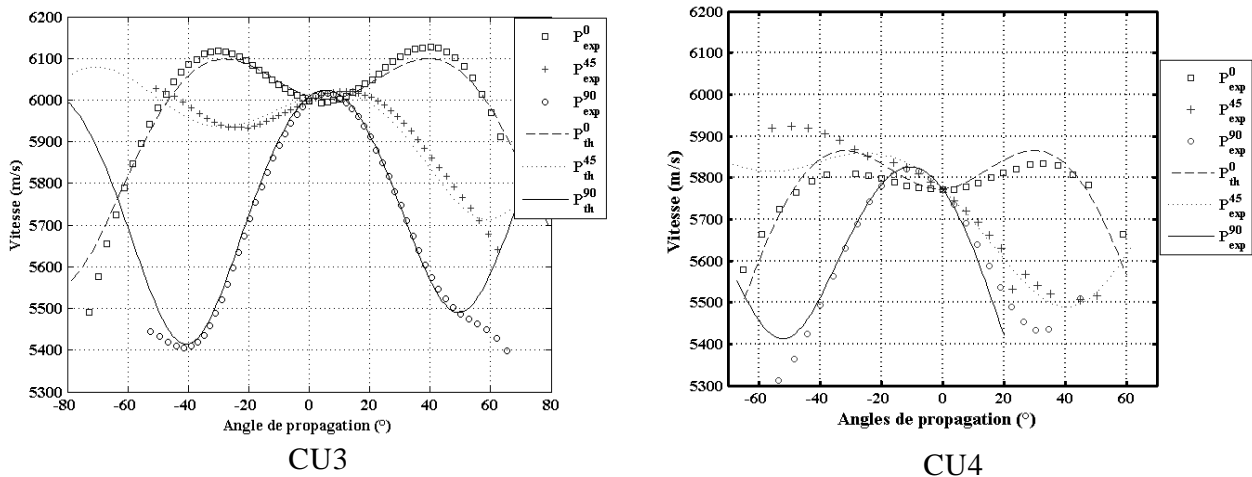 6200
6100
6000
5900
5800
5700
5600
5500
5400
5300
Vitesse (m/s)
-80 -60 -40 -20 0 20 40 60 80
Angle de propagation (°)
P⁰exp
P⁴⁵exp
P⁹⁰exp
P⁰th
P⁴⁵th
P⁹⁰th
CU3
6200
6100
6000
5900
5800
5700
5600
5500
5400
5300
Vitesse (m/s)
-60 -40 -20 0 20 40 60
Angles de propagation (°)
P⁰exp
P⁴⁵exp
P⁹⁰exp
P⁰th
P⁴⁵exp
P⁹⁰exp
CU4